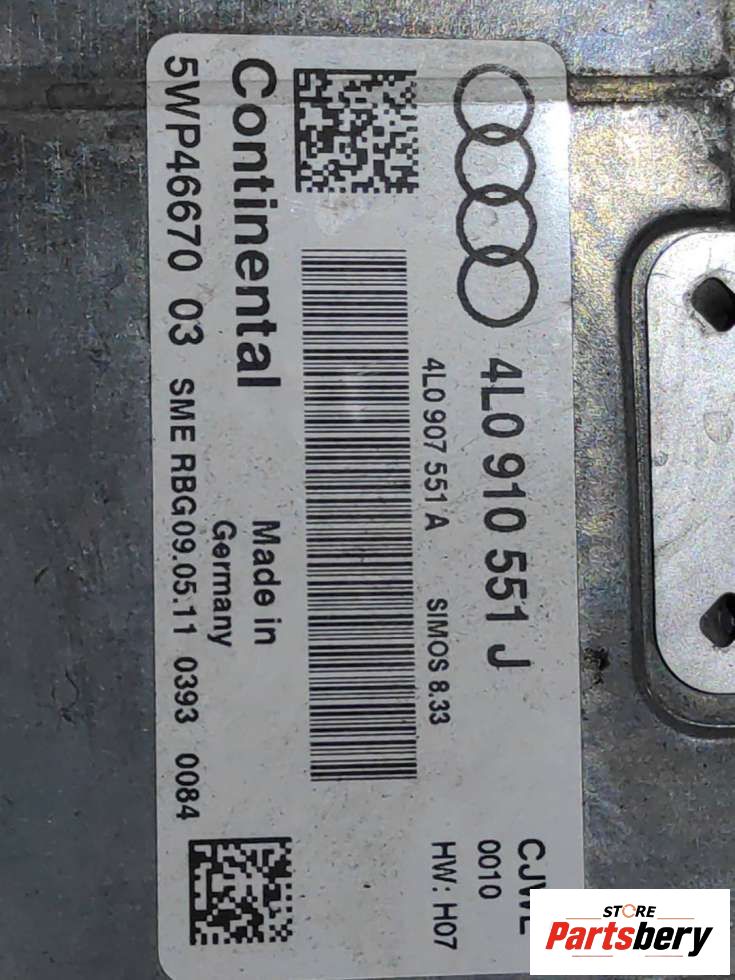 4L0 910 551 J
CJWE
0010
4L0 907 551 A SIMOS 8.33
HW: H07
Continental
Made in
Germany
5WP46670 03 SME RBG09.05.11 0393 0084
STORE
Partsbery